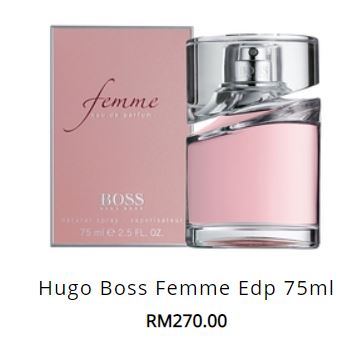 femme
eau de parfum
BOSS
HUGO BOSS
natural spray - vaporisateur
75 ml ℮ 2.5 FL. OZ.
BOSS
Hugo Boss Femme Edp 75ml
RM270.00